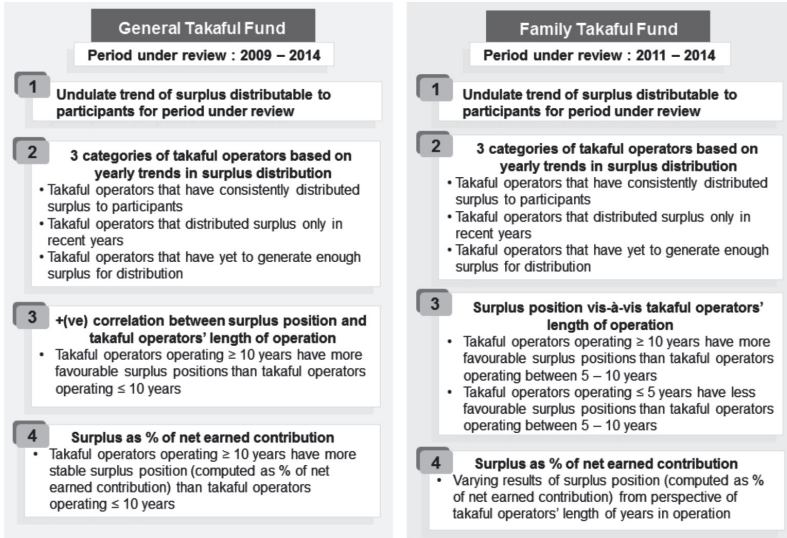 General Takaful Fund
Period under review : 2009 – 2014
1
Undulate trend of surplus distributable to
participants for period under review
2
3 categories of takaful operators based on
yearly trends in surplus distribution
• Takaful operators that have consistently distributed
surplus to participants
• Takaful operators that distributed surplus only in
recent years
• Takaful operators that have yet to generate enough
surplus for distribution
3
+(ve) correlation between surplus position and
takaful operators' length of operation
• Takaful operators operating ≥ 10 years have more
favourable surplus positions than takaful operators
operating ≤ 10 years
4
Surplus as % of net earned contribution
• Takaful operators operating ≥ 10 years have more
stable surplus position (computed as % of net
earned contribution) than takaful operators
operating ≤ 10 years
Family Takaful Fund
Period under review : 2011 – 2014
1
Undulate trend of surplus distributable to
participants for period under review
2
3 categories of takaful operators based on
yearly trends in surplus distribution
• Takaful operators that have consistently distributed
surplus to participants
• Takaful operators that distributed surplus only in
recent years
• Takaful operators that have yet to generate enough
surplus for distribution
3
Surplus position vis-à-vis takaful operators'
length of operation
• Takaful operators operating ≥ 10 years have more
favourable surplus positions than takaful operators
operating between 5 – 10 years
• Takaful operators operating ≤ 5 years have less
favourable surplus positions than takaful operators
operating between 5 – 10 years
4
Surplus as % of net earned contribution
• Varying results of surplus position (computed as %
of net earned contribution) from perspective of
takaful operators' length of years in operation